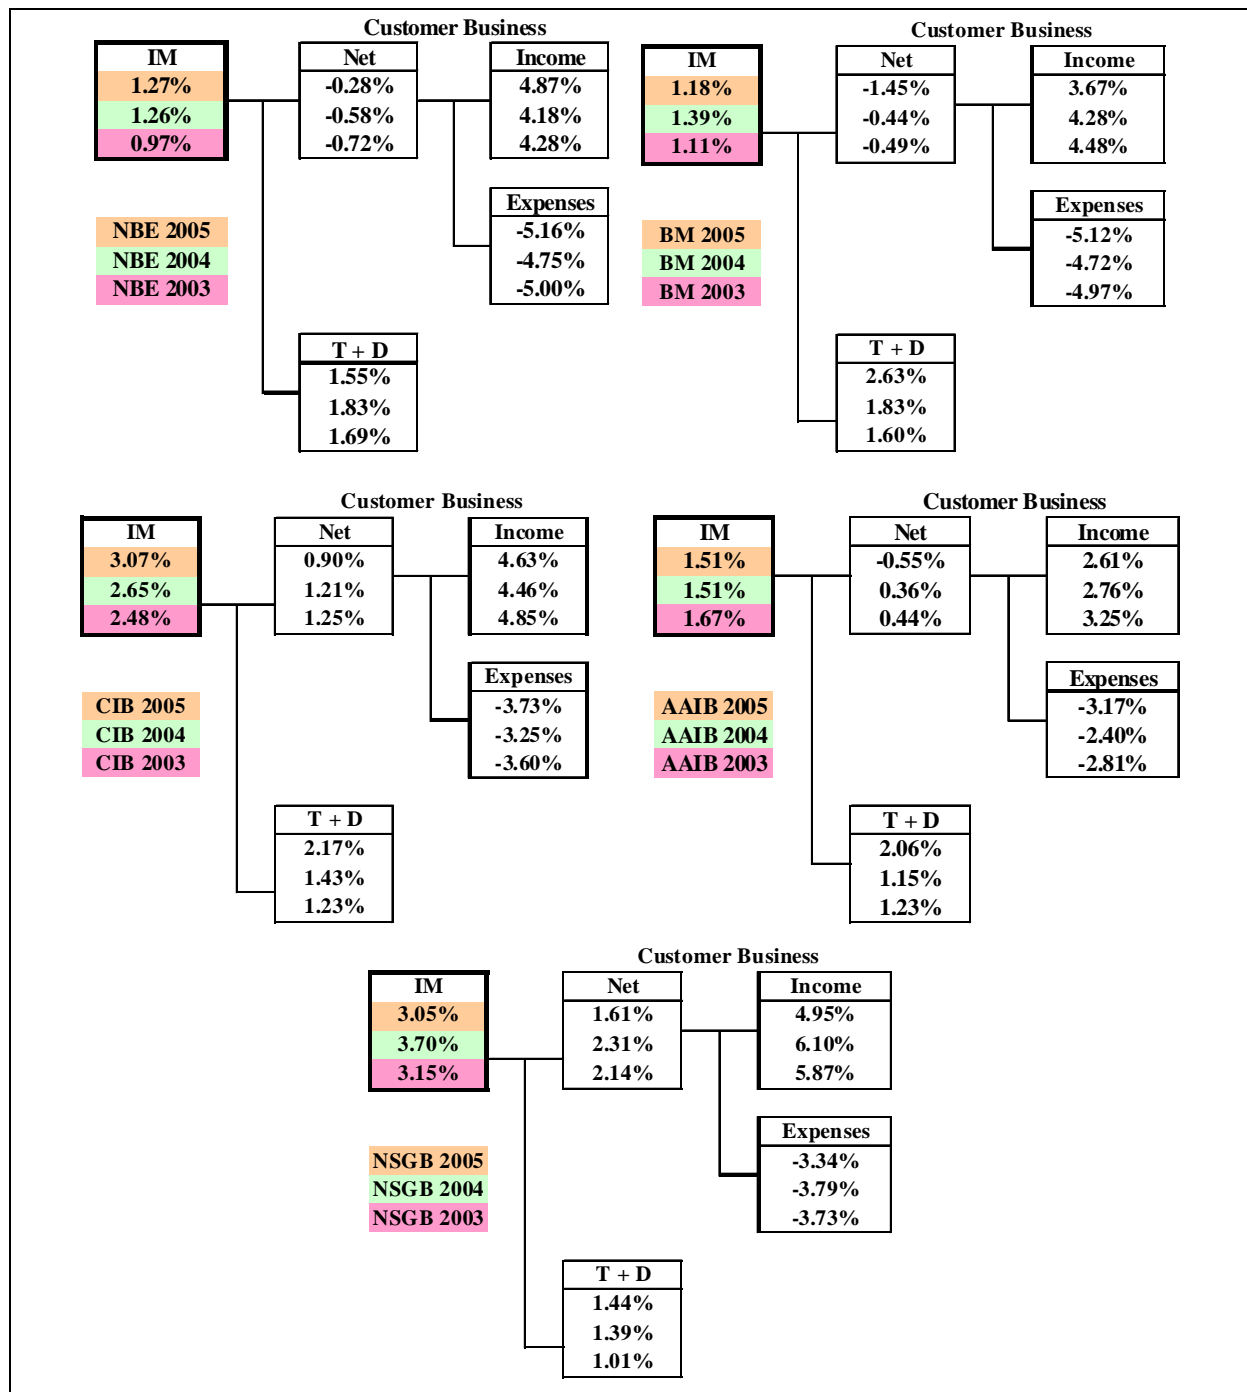 Customer Business
IM
1.27%
1.26%
0.97%
Net
-0.28%
-0.58%
-0.72%
Income
4.87%
4.18%
4.28%
Expenses
-5.16%
-4.75%
-5.00%
NBE 2005
NBE 2004
NBE 2003
T + D
1.55%
1.83%
1.69%
Customer Business
IM
1.18%
1.39%
1.11%
Net
-1.45%
-0.44%
-0.49%
Income
3.67%
4.28%
4.48%
Expenses
-5.12%
-4.72%
-4.97%
BM 2005
BM 2004
BM 2003
T + D
2.63%
1.83%
1.60%
Customer Business
IM
3.07%
2.65%
2.48%
Net
0.90%
1.21%
1.25%
Income
4.63%
4.46%
4.85%
Expenses
-3.73%
-3.25%
-3.60%
CIB 2005
CIB 2004
CIB 2003
T + D
2.17%
1.43%
1.23%
Customer Business
IM
1.51%
1.51%
1.67%
Net
-0.55%
0.36%
0.44%
Income
2.61%
2.76%
3.25%
Expenses
-3.17%
-2.40%
-2.81%
AAIB 2005
AAIB 2004
AAIB 2003
T + D
2.06%
1.15%
1.23%
Customer Business
IM
3.05%
3.70%
3.15%
Net
1.61%
2.31%
2.14%
Income
4.95%
6.10%
5.87%
Expenses
-3.34%
-3.79%
-3.73%
NSGB 2005
NSGB 2004
NSGB 2003
T + D
1.44%
1.39%
1.01%